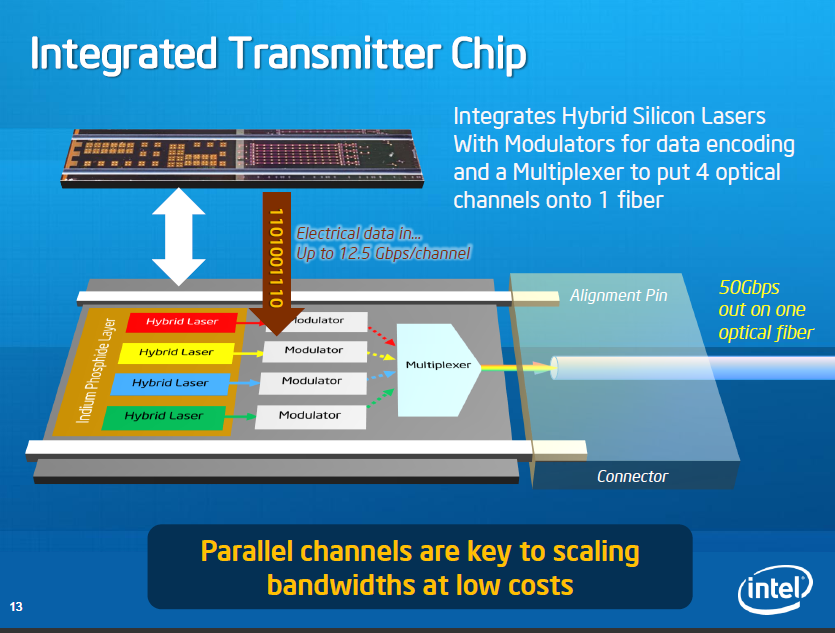 Integrated Transmitter Chip
Integrates Hybrid Silicon Lasers
With Modulators for data encoding
and a Multiplexer to put 4 optical
channels onto 1 fiber
1101001110
Electrical data in...
Up to 12.5 Gbps/channel
Alignment Pin
50Gbps
out on one
optical fiber
Indium Phosphide Layer
Hybrid Laser
odulator
Hybrid Laser
Modulator
Hybrid Laser
Modulator
Hybrid Laser
Modulator
Multiplexer
Connector
Parallel channels are key to scaling
bandwidths at low costs
13
intel